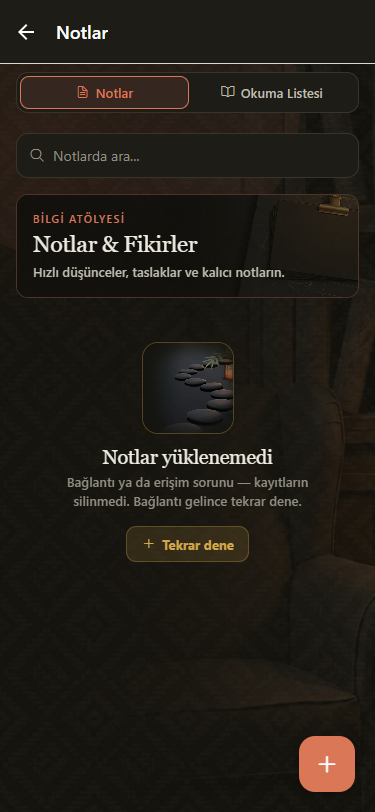 Notlar
Notlar
Okuma Listesi
Notlarda ara...
BİLGİ ATÖLYESİ
Notlar & Fikirler
Hızlı düşünceler, taslaklar ve kalıcı notların.
Notlar yüklenemedi
Bağlantı ya da erişim sorunu — kayıtların
silinmedi. Bağlantı gelince tekrar dene.
Tekrar dene